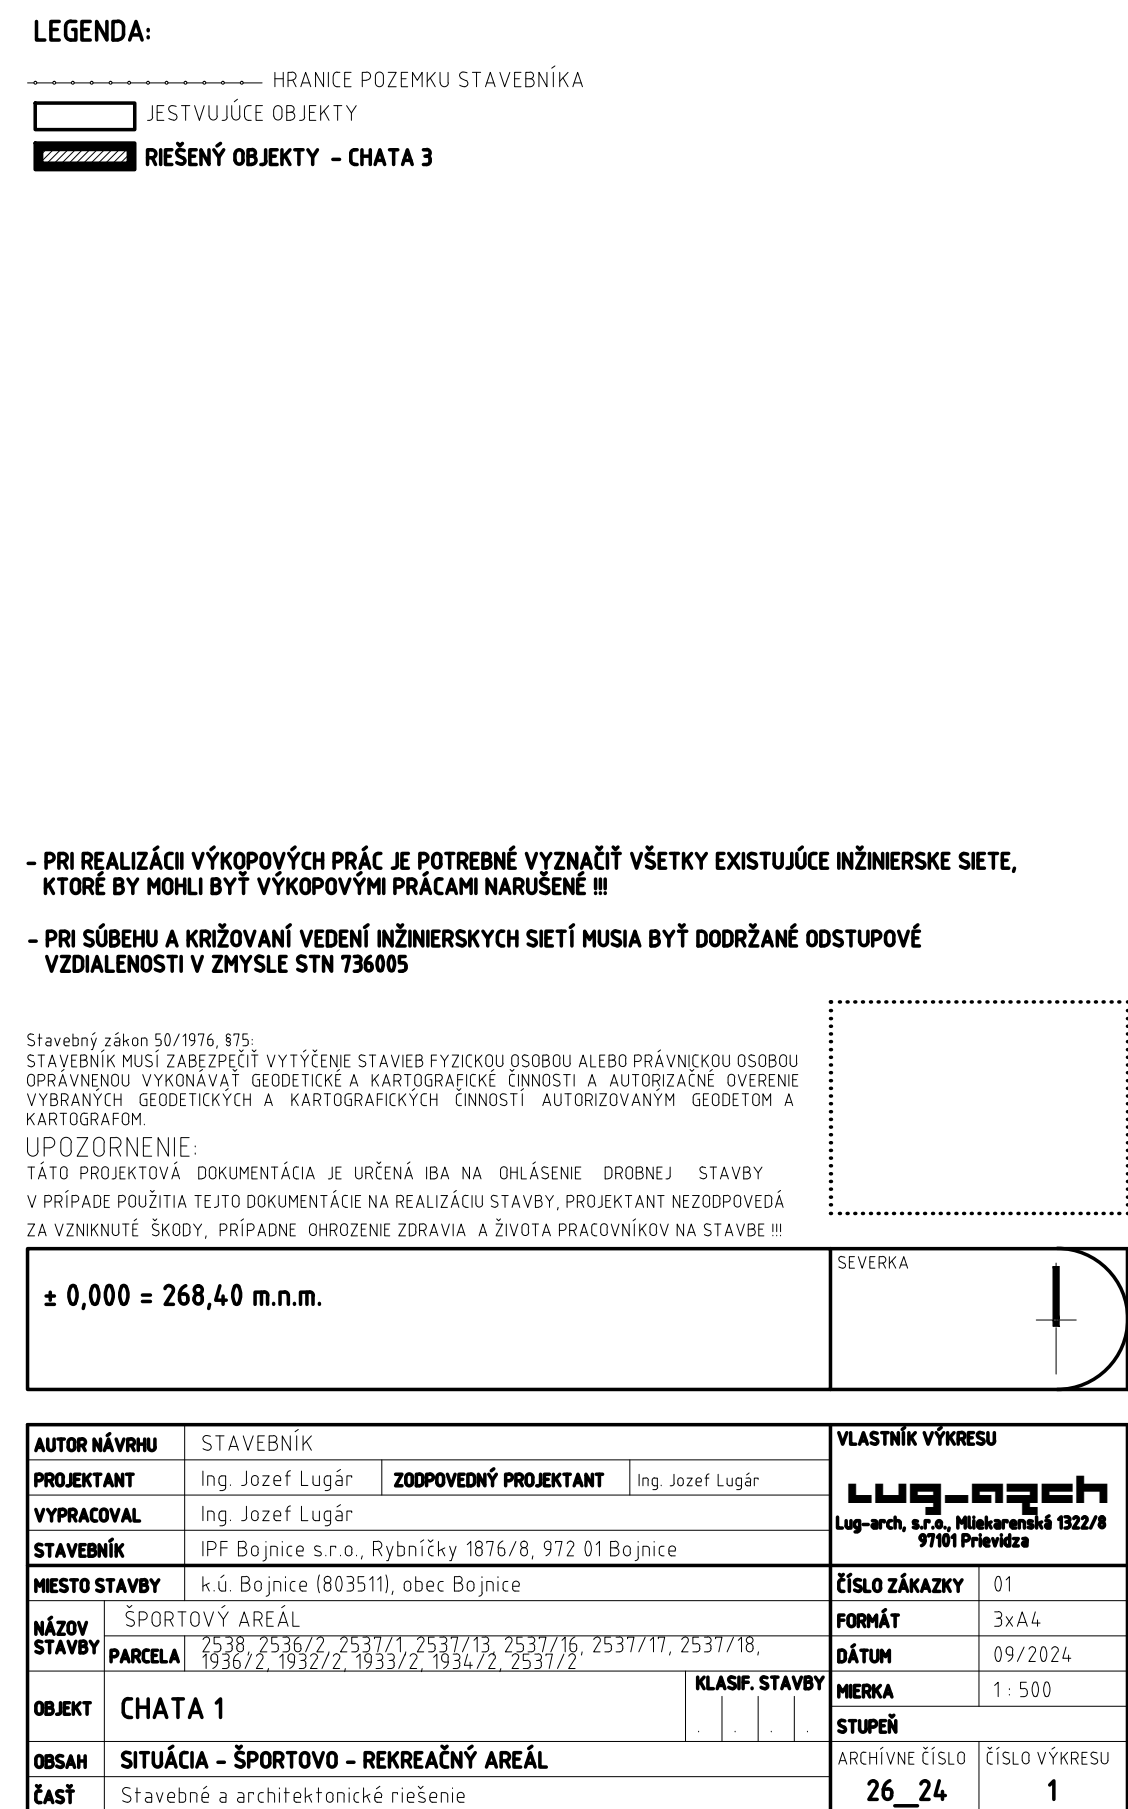 LEGENDA:
HRANICE POZEMKU STAVEBNÍKA
JESTVUJÚCE OBJEKTY
RIEŠENÝ OBJEKTY - CHATA 3
- PRI REALIZÁCII VÝKOPOVÝCH PRÁC JE POTREBNÉ VYZNAČIŤ VŠETKY EXISTUJÚCE INŽINIERSKE SIETE,
KTORÉ BY MOHLI BYŤ VÝKOPOVÝMI PRÁCAMI NARUŠENÉ !!!
- PRI SÚBEHU A KRIŽOVANÍ VEDENÍ INŽINIERSKYCH SIETÍ MUSIA BYŤ DODRŽANÉ ODSTUPOVÉ
VZDIALENOSTI V ZMYSLE STN 736005
Stavebný zákon 50/1976, §75:
STAVEBNÍK MUSÍ ZABEZPEČIŤ VYTÝČENIE STAVIEB FYZICKOU OSOBOU ALEBO PRÁVNICKOU OSOBOU
OPRÁVNENOU VYKONÁVAŤ GEODETICKÉ A KARTOGRAFICKÉ ČINNOSTI A AUTORIZAČNÉ OVERENIE
VYBRANÝCH GEODETICKÝCH A KARTOGRAFICKÝCH ČINNOSTÍ AUTORIZOVANÝM GEODETOM A
KARTOGRAFOM.
UPOZORNENIE:
TÁTO PROJEKTOVÁ DOKUMENTÁCIA JE URČENÁ IBA NA OHLÁSENIE DROBNEJ STAVBY
V PRÍPADE POUŽITIA TEJTO DOKUMENTÁCIE NA REALIZÁCIU STAVBY, PROJEKTANT NEZODPOVEDÁ
ZA VZNIKNUTÉ ŠKODY, PRÍPADNE OHROZENIE ZDRAVIA A ŽIVOTA PRACOVNÍKOV NA STAVBE !!!
± 0,000 = 268,40 m.n.m.
SEVERKA
AUTOR NÁVRHU STAVEBNÍK
PROJEKTANT Ing. Jozef Lugár ZODPOVEDNÝ PROJEKTANT Ing. Jozef Lugár
VYPRACOVAL Ing. Jozef Lugár
STAVEBNÍK IPF Bojnice s.r.o., Rybníčky 1876/8, 972 01 Bojnice
VLASTNÍK VÝKRESU
Lug-arch
Lug-arch, s.r.o., Mliekarenská 1322/8
97101 Prievidza
MIESTO STAVBY k.ú. Bojnice (803511), obec Bojnice
NÁZOV STAVBY ŠPORTOVÝ AREÁL
PARCELA 2538, 2536/2, 2537/1, 2537/13, 2537/16, 2537/17, 2537/18,
1936/2, 1932/2, 1933/2, 1934/2, 2537/2
OBJEKT CHATA 1
KLASIF. STAVBY
. . . .
OBSAH SITUÁCIA - ŠPORTOVO - REKREAČNÝ AREÁL
ČASŤ Stavebné a architektonické riešenie
ČÍSLO ZÁKAZKY 01
FORMÁT 3xA4
DÁTUM 09/2024
MIERKA 1 : 500
STUPEŇ
ARCHÍVNE ČÍSLO ČÍSLO VÝKRESU
26__24 1